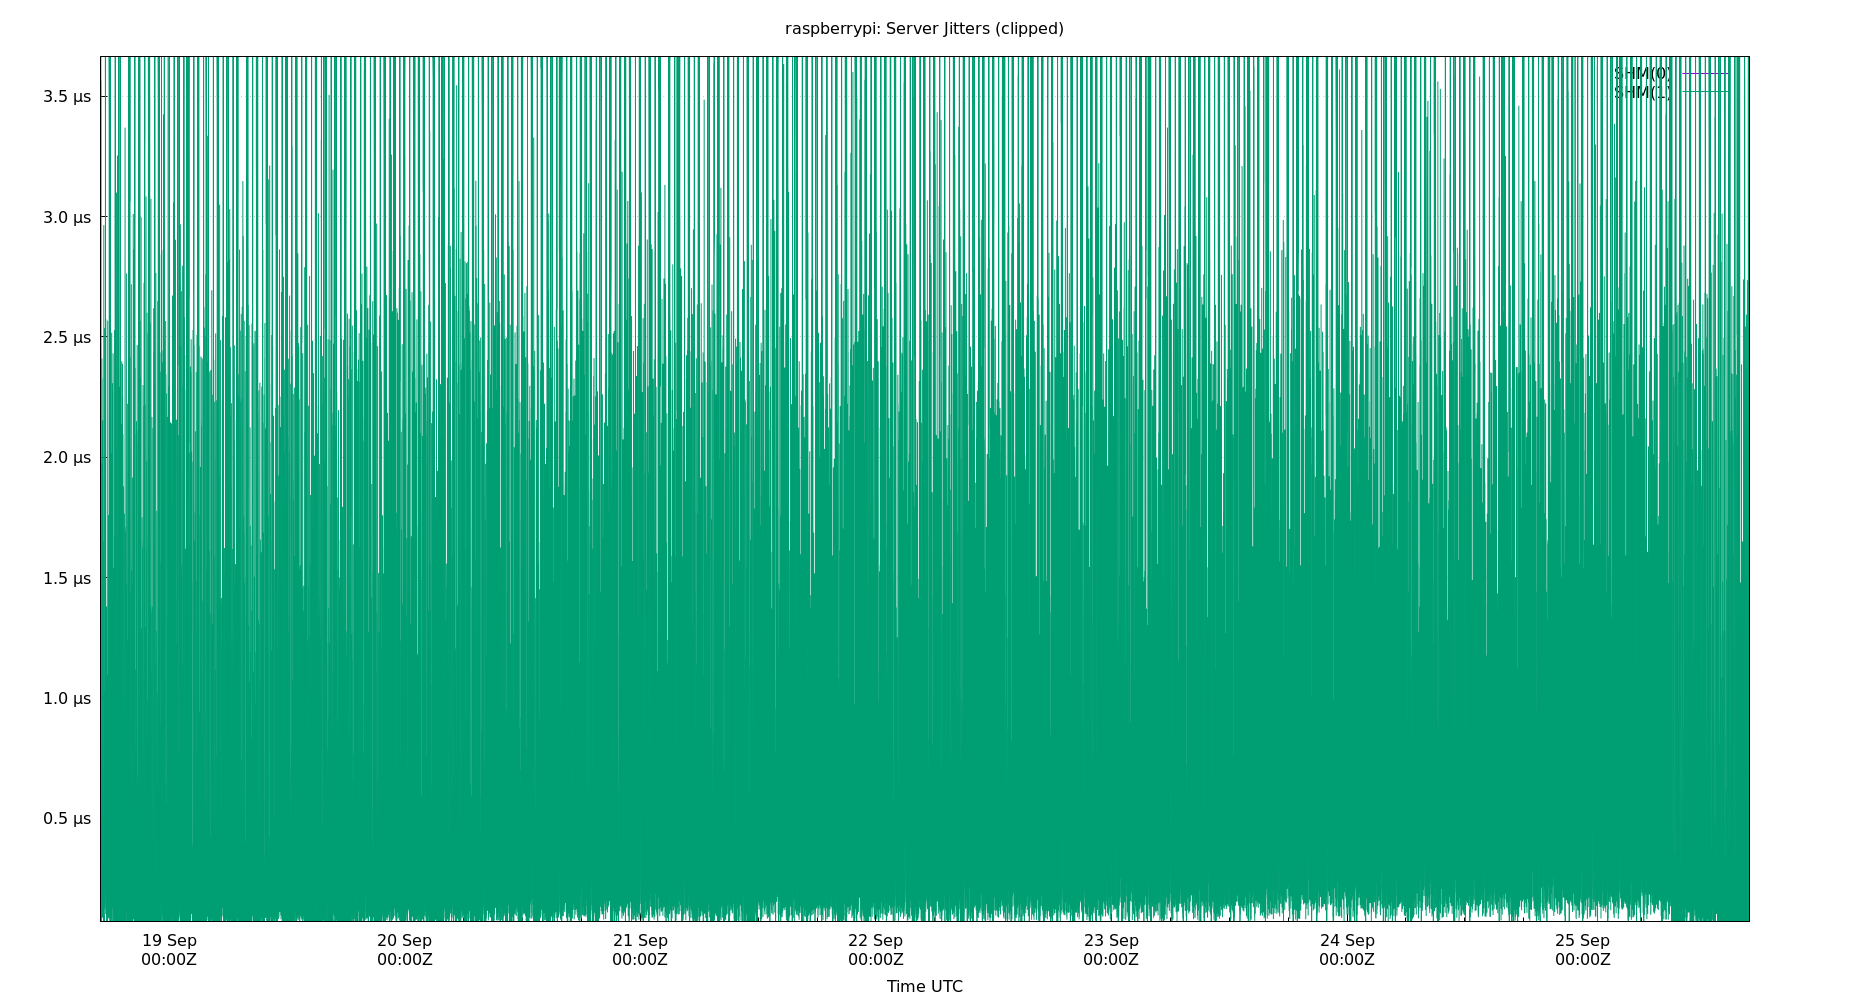 raspberrypi: Server Jitters (clipped)
SHM(0)
SHM(1)
3.5 µs
3.0 µs
2.5 µs
2.0 µs
1.5 µs
1.0 µs
0.5 µs
19 Sep 20 Sep 21 Sep 22 Sep 23 Sep 24 Sep 25 Sep
00:00Z 00:00Z 00:00Z 00:00Z 00:00Z 00:00Z 00:00Z
Time UTC